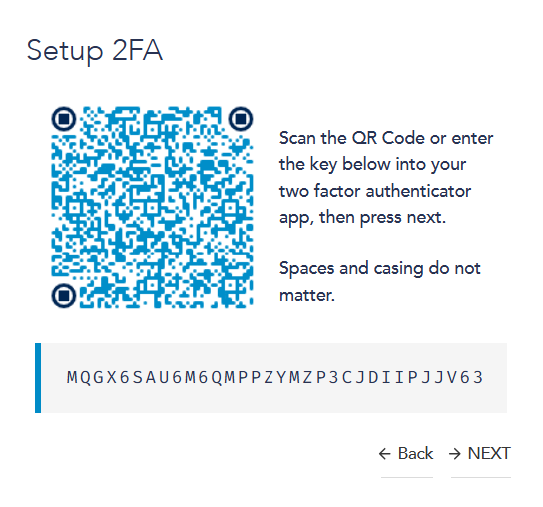 Setup 2FA
Scan the QR Code or enter
the key below into your
two factor authenticator
app, then press next.
Spaces and casing do not
matter.
MQGX6SAU6M6QMPPZYMZP3CJDIIPJJV63
← Back → NEXT